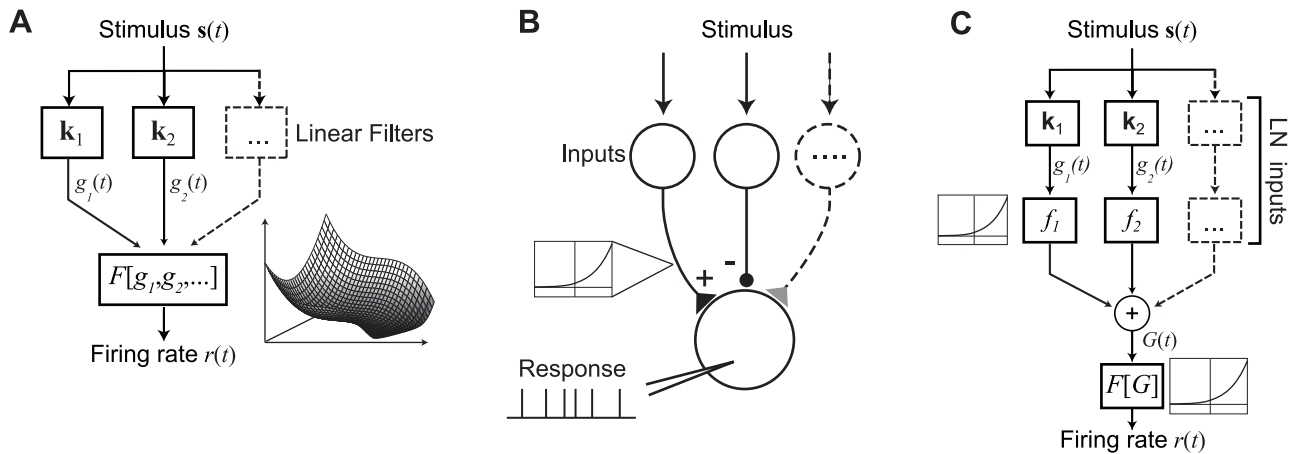 A
Stimulus s(t)
k1 k2 ...
Linear Filters
g1(t) g2(t)
F[g1,g2,...]
Firing rate r(t)
B
Stimulus
Inputs
....
+ -
Response
C
Stimulus s(t)
k1 k2 ...
g1(t) g2(t)
f1 f2 ...
LN inputs
+
G(t)
F[G]
Firing rate r(t)